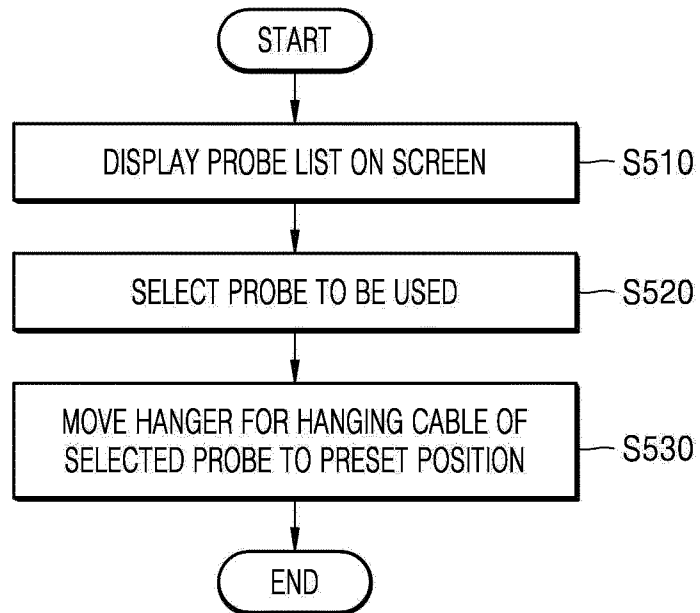 START
DISPLAY PROBE LIST ON SCREEN
S510
SELECT PROBE TO BE USED
S520
MOVE HANGER FOR HANGING CABLE OF
SELECTED PROBE TO PRESET POSITION
S530
END